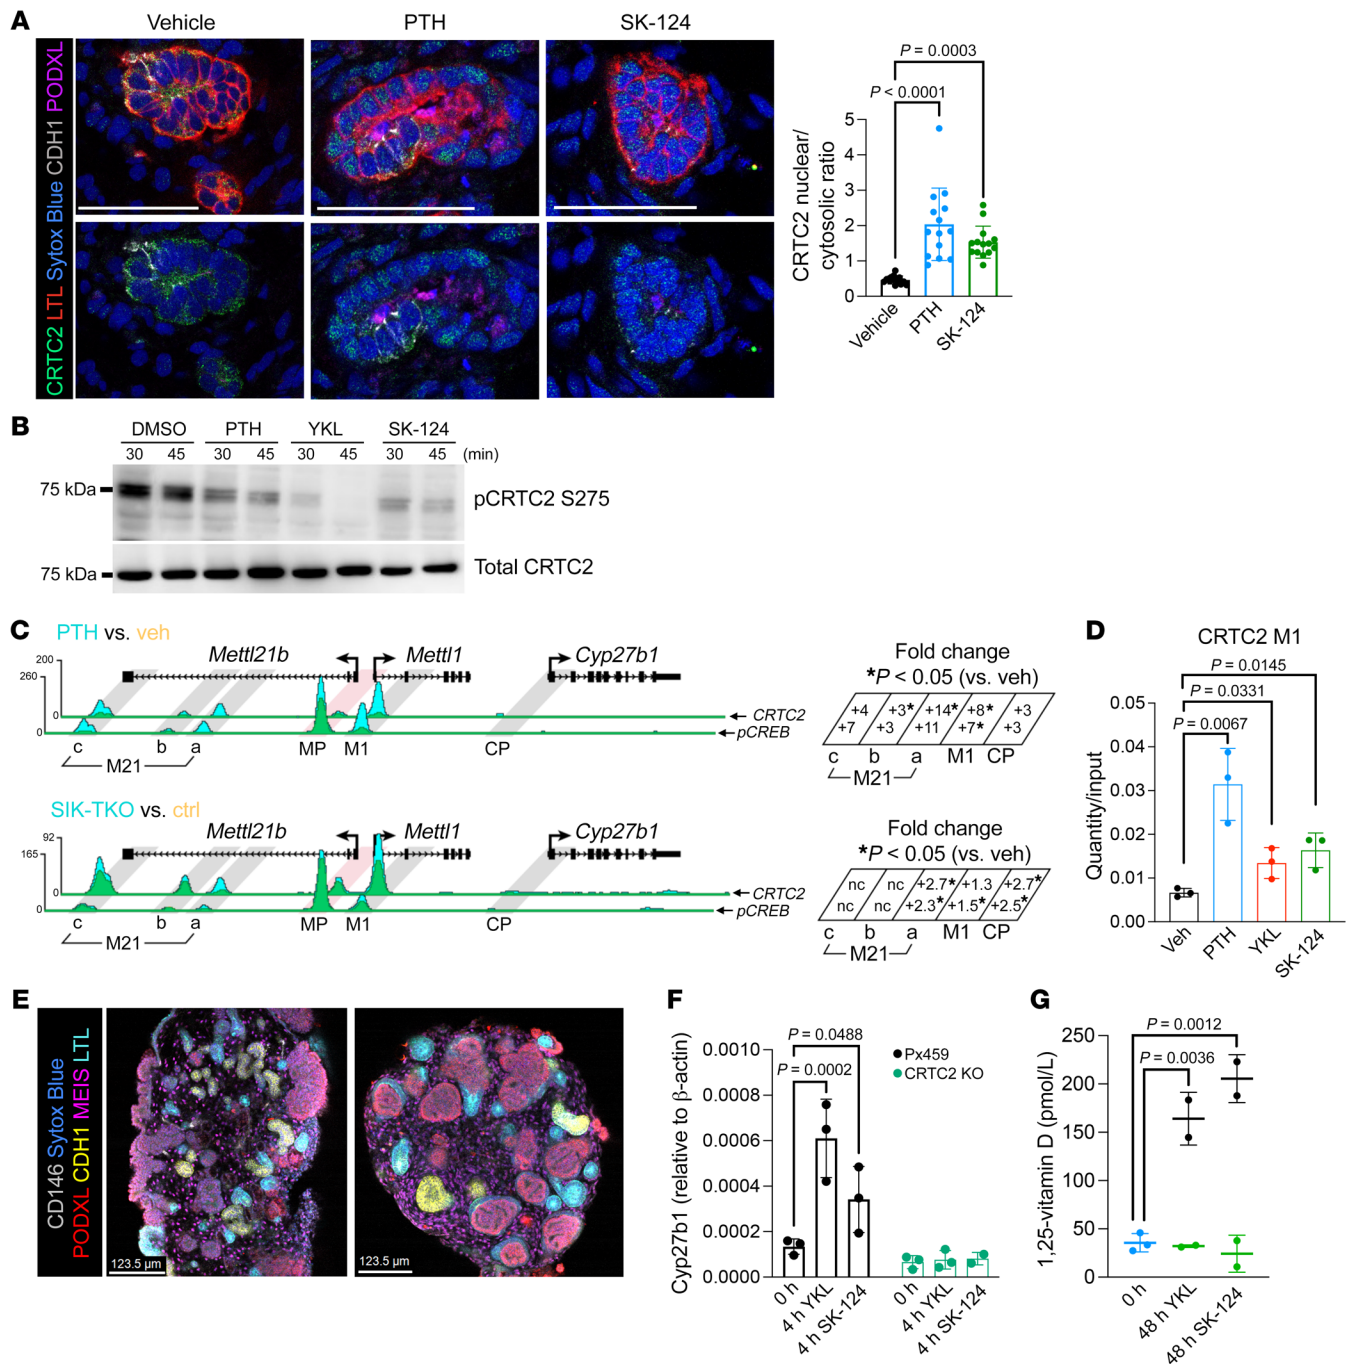 A
Vehicle
PTH
SK-124
CRTC2 LTL Sytox Blue CDH1 PODXL
P = 0.0003
P < 0.0001
CRTC2 nuclear/
cytosolic ratio
5
4
3
2
1
0
Vehicle
PTH
SK-124
B
DMSO
PTH
YKL
SK-124
30
45
30
45
30
45
30
45
(min)
75 kDa
pCRTC2 S275
75 kDa
Total CRTC2
C
PTH vs. veh
200
260
0
0
Mettl21b
Mettl1
Cyp27b1
CRTC2
pCREB
c
b
a
MP
M1
CP
M21
Fold change
*P < 0.05 (vs. veh)
+4
+3*
+14*
+8*
+3
+7
+3
+11
+7*
+3
c
b
a
M1
CP
M21
SIK-TKO vs. ctrl
92
165
0
0
Mettl21b
Mettl1
Cyp27b1
CRTC2
pCREB
c
b
a
MP
M1
CP
M21
Fold change
*P < 0.05 (vs. veh)
nc
nc
+2.7*
+1.3
+2.7*
nc
nc
+2.3*
+1.5*
+2.5*
c
b
a
M1
CP
M21
D
CRTC2 M1
P = 0.0145
P = 0.0331
P = 0.0067
Quantity/input
0.05
0.04
0.03
0.02
0.01
0.00
Veh
PTH
YKL
SK-124
E
CD146 Sytox Blue
PODXL CDH1 MEIS LTL
123.5 µm
123.5 µm
F
Cyp27b1 (relative to β-actin)
0.0010
0.0008
0.0006
0.0004
0.0002
0.0000
P = 0.0488
P = 0.0002
Px459
CRTC2 KO
0 h
4 h YKL
4 h SK-124
0 h
4 h YKL
4 h SK-124
G
1,25-vitamin D (pmol/L)
250
200
150
100
50
0
P = 0.0012
P = 0.0036
0 h
48 h YKL
48 h SK-124